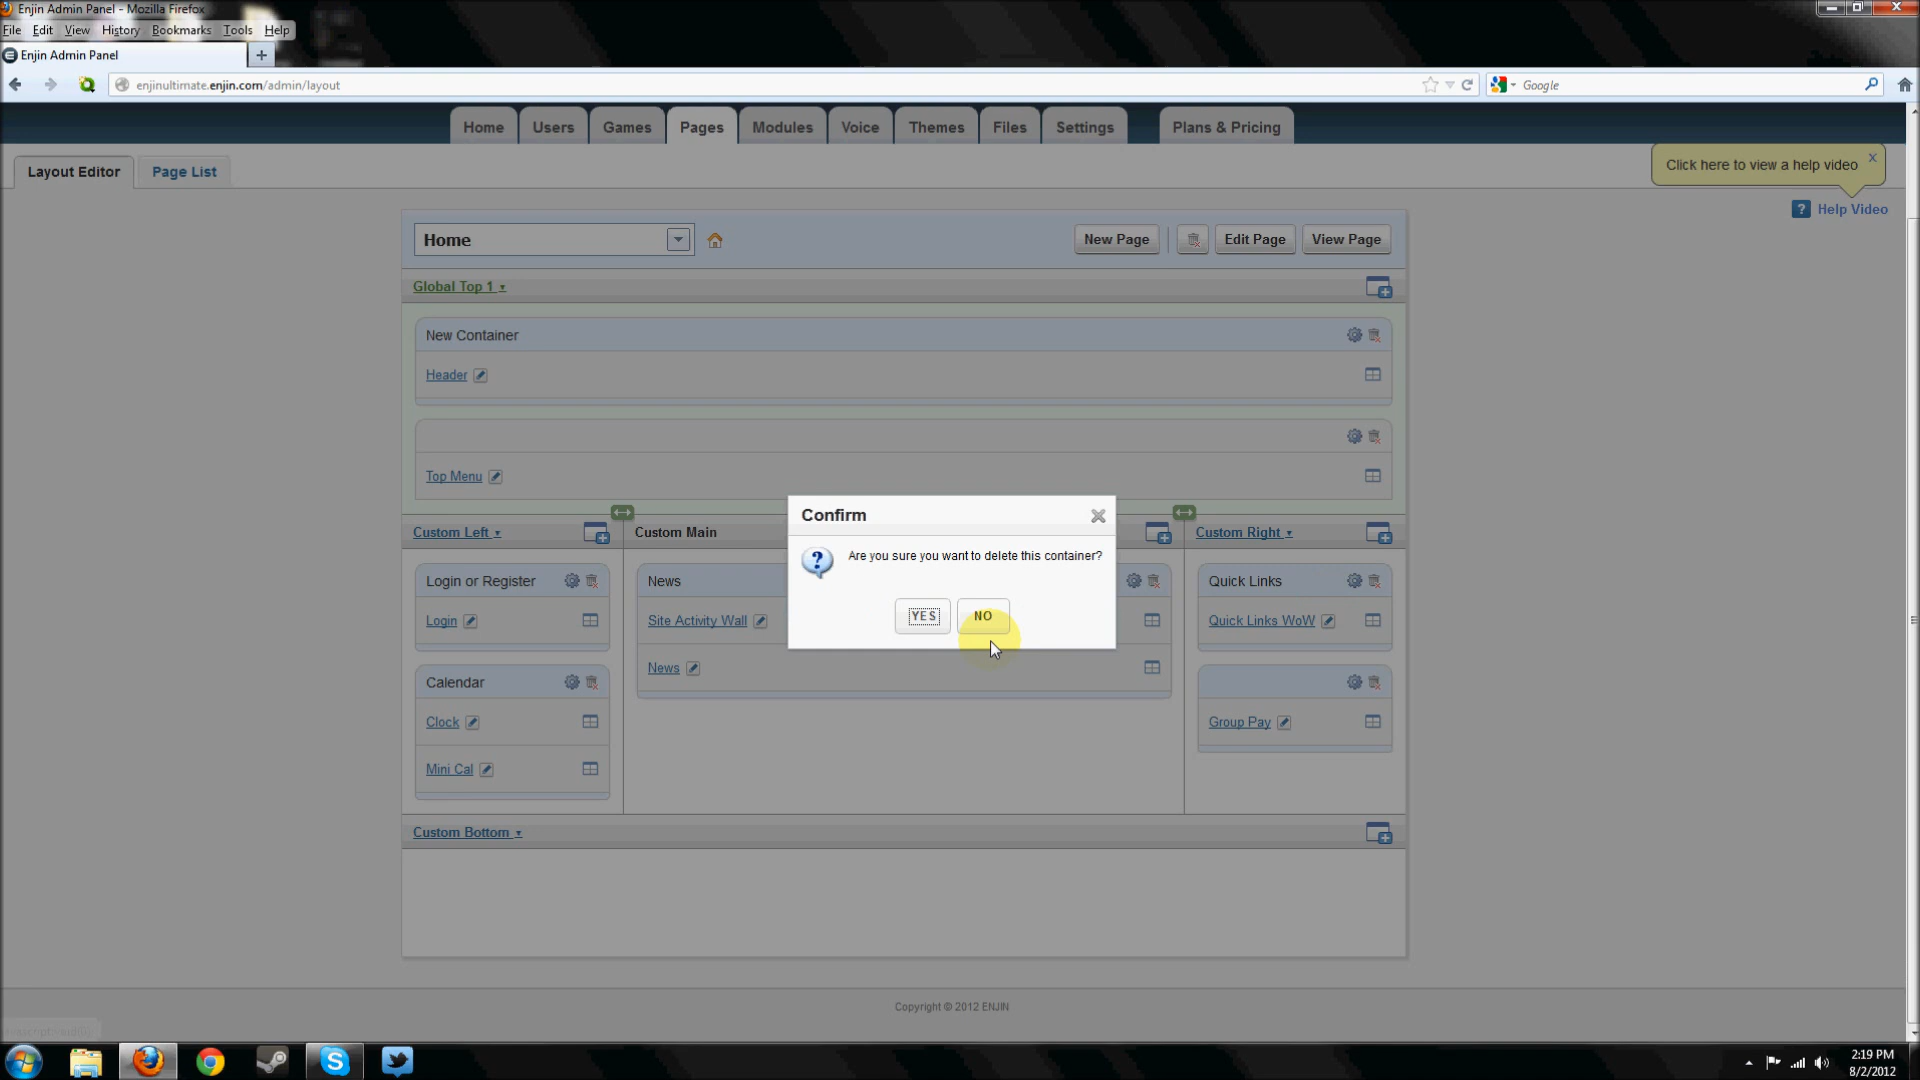 Enjin Admin Panel - Mozilla Firefox
File Edit View History Bookmarks Tools Help
Enjin Admin Panel
enjinultimate.enjin.com/admin/layout
Google
Home Users Games Pages Modules Voice Themes Files Settings Plans & Pricing
Layout Editor Page List
Click here to view a help video x
? Help Video
Home
New Page Edit Page View Page
Global Top 1
New Container
Header
Top Menu
Custom Left Custom Main Custom Right
Confirm
Are you sure you want to delete this container?
YES NO
Login or Register News Quick Links
Login Site Activity Wall Quick Links WoW
News
Calendar
Clock Group Pay
Mini Cal
Custom Bottom
Copyright © 2012 ENJIN
2:19 PM
8/2/2012